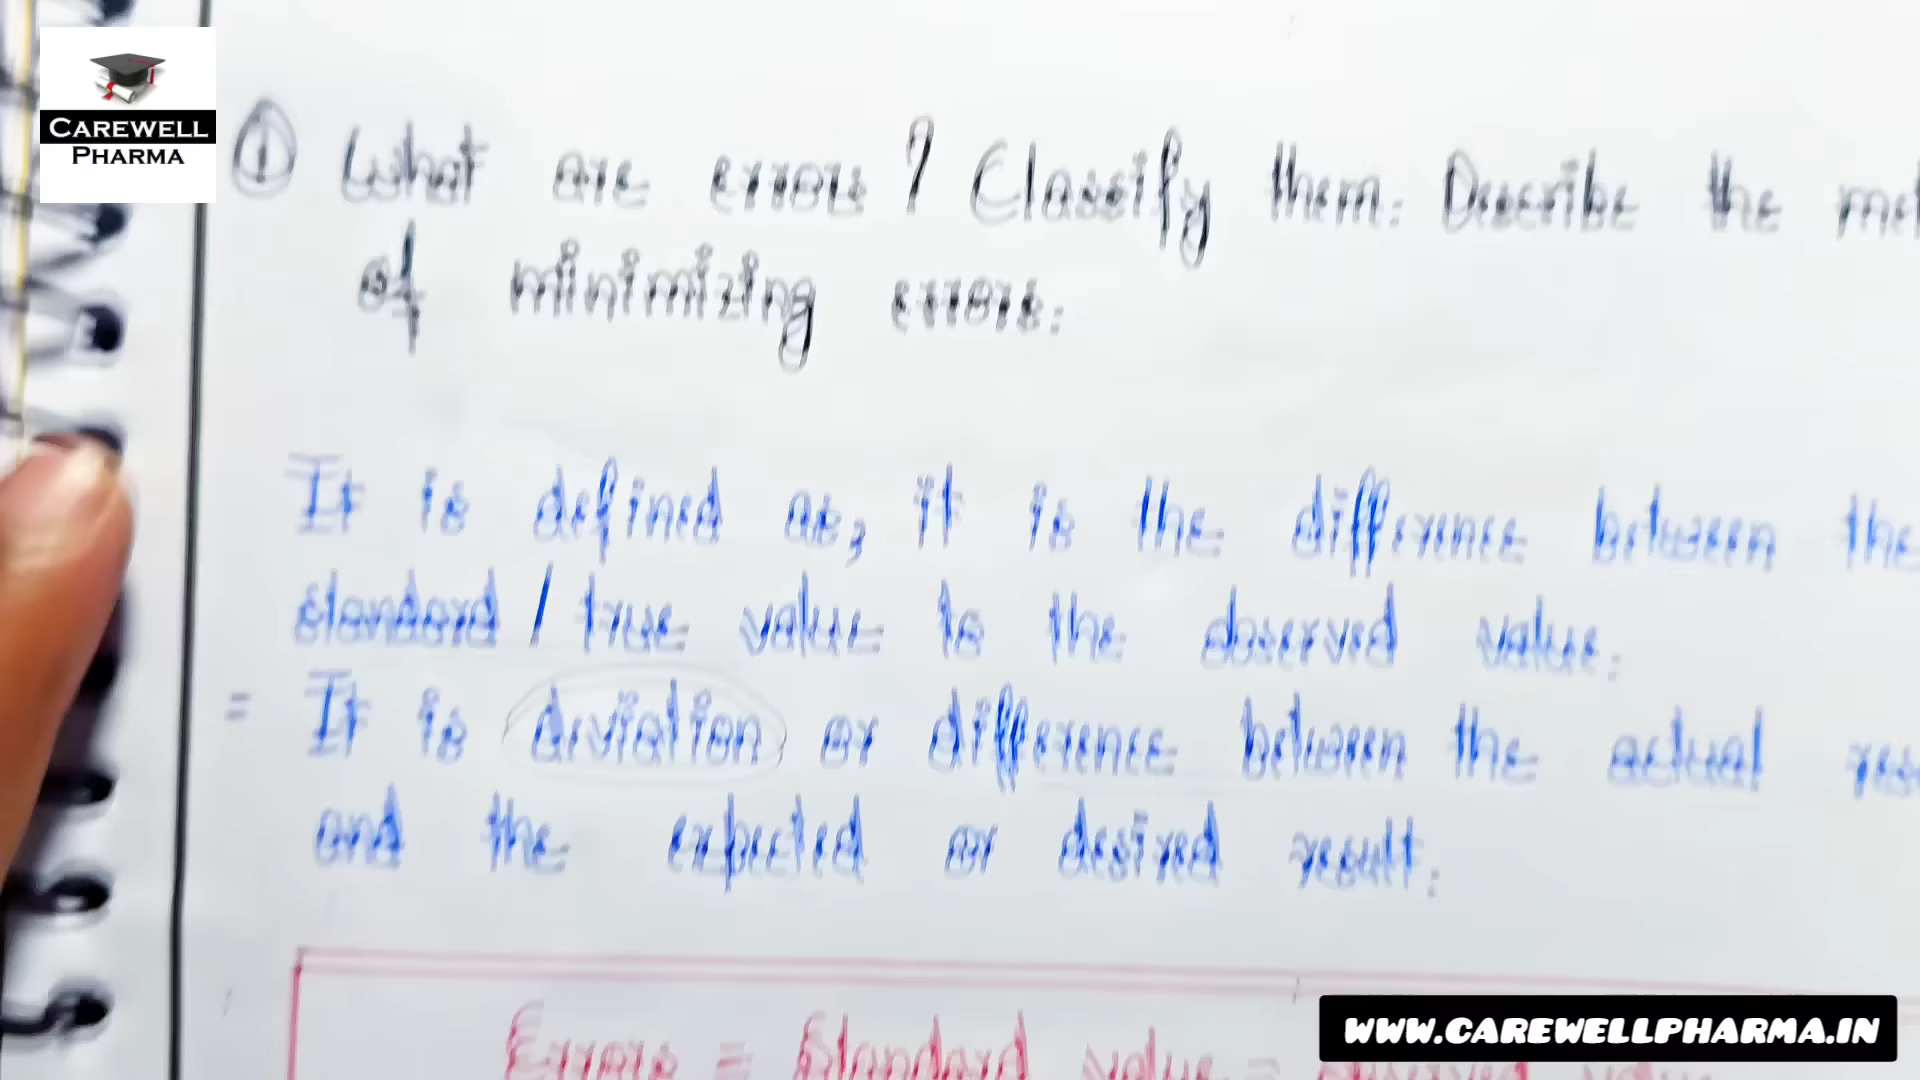 CAREWELL
PHARMA
① What are errors? Classify them. Describe the
of minimizing errors.
It is defined as, it is the difference between the
standard / true value to the observed value.
= It is deviation or difference between the actual
and the expected or desired result.
Errors = Standard value - observed value
WWW.CAREWELLPHARMA.IN